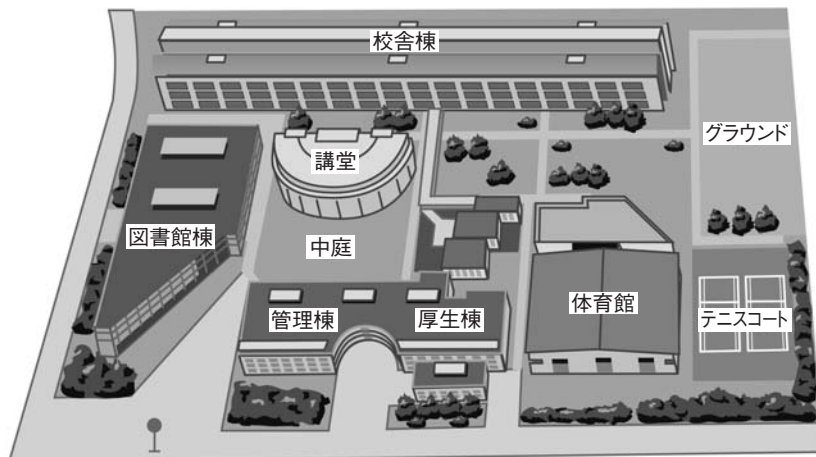 校舎棟
グラウンド
講堂
図書館棟
中庭
管理棟
厚生棟
体育館
テニスコート